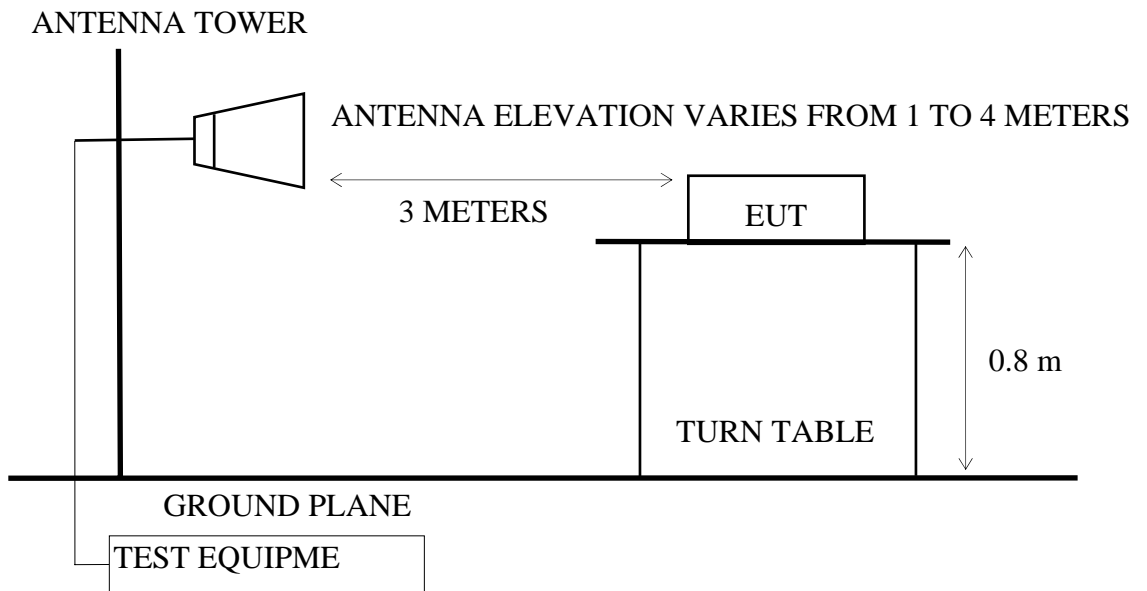 ANTENNA TOWER
ANTENNA ELEVATION VARIES FROM 1 TO 4 METERS
3 METERS
EUT
0.8 m
TURN TABLE
GROUND PLANE
TEST EQUIPME